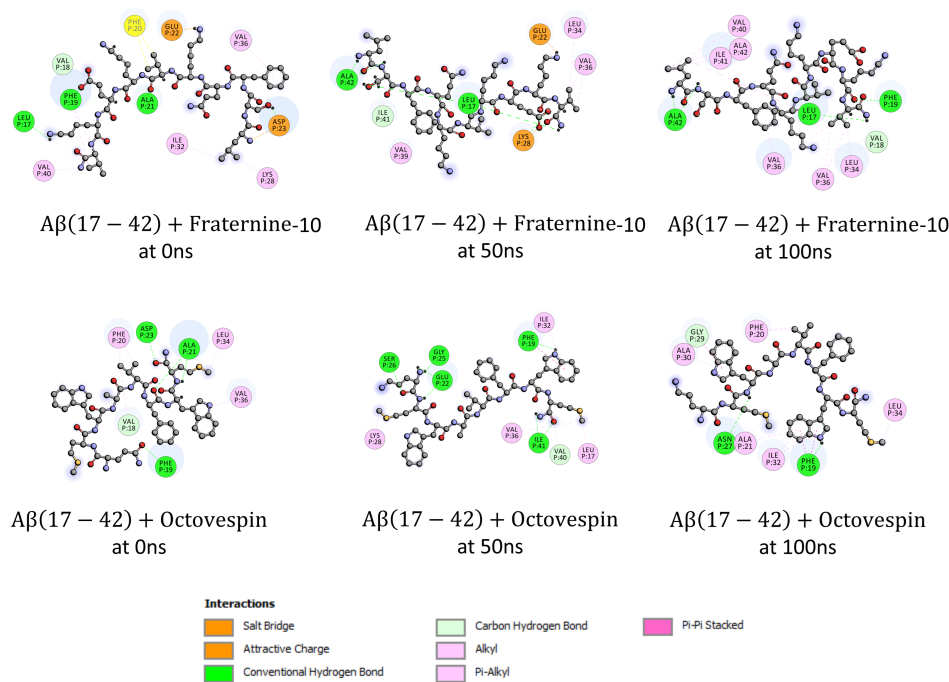 PHE
P:20
GLU
P:22
VAL
P:36
VAL
P:18
PHE
P:19
ALA
P:21
LEU
P:17
ASP
P:23
ILE
P:32
VAL
P:40
LYS
P:28
Aβ(17 − 42) + Fraternine-10
at 0ns
LEU
P:34
GLU
P:22
VAL
P:36
ALA
P:42
LEU
P:17
ILE
P:41
LYS
P:28
VAL
P:39
Aβ(17 − 42) + Fraternine-10
at 50ns
VAL
P:40
ALA
P:42
ILE
P:41
PHE
P:19
ALA
P:42
LEU
P:17
VAL
P:18
VAL
P:36
LEU
P:34
VAL
P:36
Aβ(17 − 42) + Fraternine-10
at 100ns
ASP
P:23
PHE
P:20
ALA
P:21
LEU
P:34
VAL
P:36
VAL
P:18
PHE
P:19
Aβ(17 − 42) + Octovespin
at 0ns
ILE
P:32
PHE
P:19
GLY
P:25
SER
P:26
GLU
P:22
LYS
P:28
VAL
P:36
ILE
P:41
VAL
P:40
LEU
P:17
Aβ(17 − 42) + Octovespin
at 50ns
GLY
P:29
PHE
P:20
ALA
P:30
LEU
P:34
ASN
P:27
ALA
P:21
ILE
P:32
PHE
P:19
Aβ(17 − 42) + Octovespin
at 100ns
Interactions
Salt Bridge
Attractive Charge
Conventional Hydrogen Bond
Carbon Hydrogen Bond
Alkyl
Pi-Alkyl
Pi-Pi Stacked